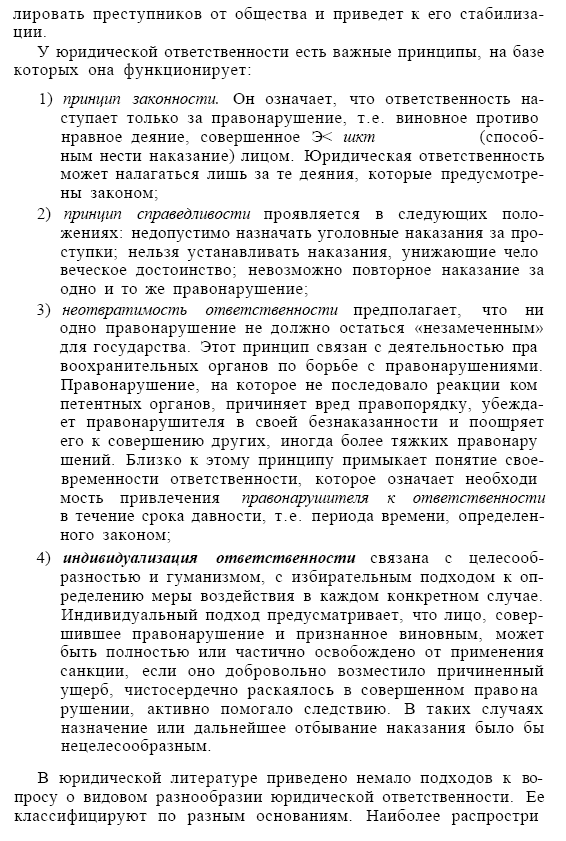 лировать преступников от общества и приведет к его стабилиза-
ции.
У юридической ответственности есть важные принципы, на базе
которых она функционирует:
1) принцип законности. Он означает, что ответственность на-
ступает только за правонарушение, т.е. виновное противо
нравное деяние, совершенное Э< шкт (способ-
ным нести наказание) лицом. Юридическая ответственность
может налагаться лишь за те деяния, которые предусмотре-
ны законом;
2) принцип справедливости проявляется в следующих поло-
жениях: недопустимо назначать уголовные наказания за про-
ступки; нельзя устанавливать наказания, унижающие чело
веческое достоинство; невозможно повторное наказание за
одно и то же правонарушение;
3) неотвратимость ответственности предполагает, что ни
одно правонарушение не должно остаться «незамеченным»
для государства. Этот принцип связан с деятельностью пра
воохранительных органов по борьбе с правонарушениями.
Правонарушение, на которое не последовало реакции ком
петентных органов, причиняет вред правопорядку, убежда-
ет правонарушителя в своей безнаказанности и поощряет
его к совершению других, иногда более тяжких правонару
шений. Близко к этому принципу примыкает понятие свое-
временности ответственности, которое означает необходи
мость привлечения правонарушителя к ответственности
в течение срока давности, т.е. периода времени, определен-
ного законом;
4) индивидуализация ответственности связана с целесооб-
разностью и гуманизмом, с избирательным подходом к оп-
ределению меры воздействия в каждом конкретном случае.
Индивидуальный подход предусматривает, что лицо, совер-
шившее правонарушение и признанное виновным, может
быть полностью или частично освобождено от применения
санкции, если оно добровольно возместило причиненный
ущерб, чистосердечно раскаялось в совершенном правона
рушении, активно помогало следствию. В таких случаях
назначение или дальнейшее отбывание наказания было бы
нецелесообразным.
В юридической литературе приведено немало подходов к во-
просу о видовом разнообразии юридической ответственности. Ее
классифицируют по разным основаниям. Наиболее распростри